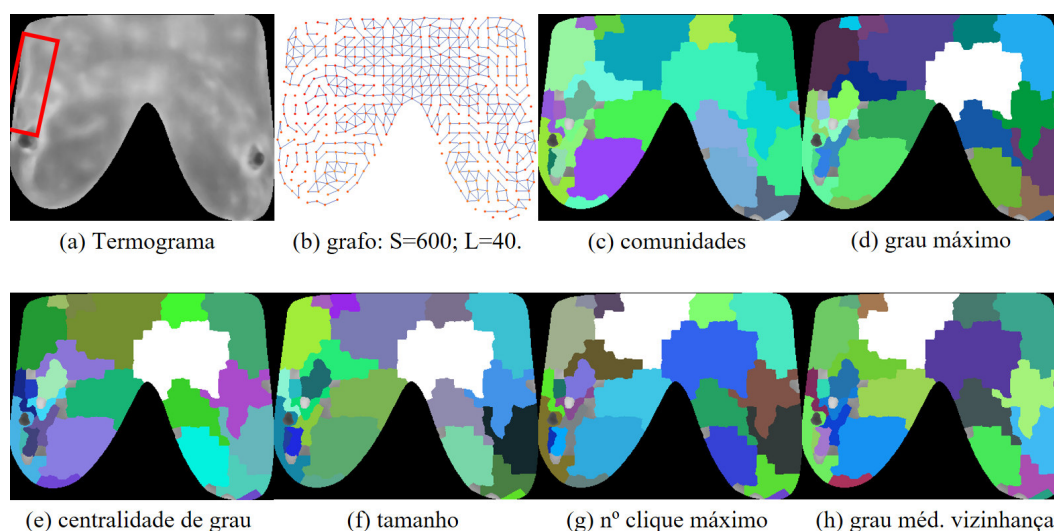 (a) Termograma
(b) grafo: S=600; L=40.
(c) comunidades
(d) grau máximo
(e) centralidade de grau
(f) tamanho
(g) nº clique máximo
(h) grau méd. vizinhança